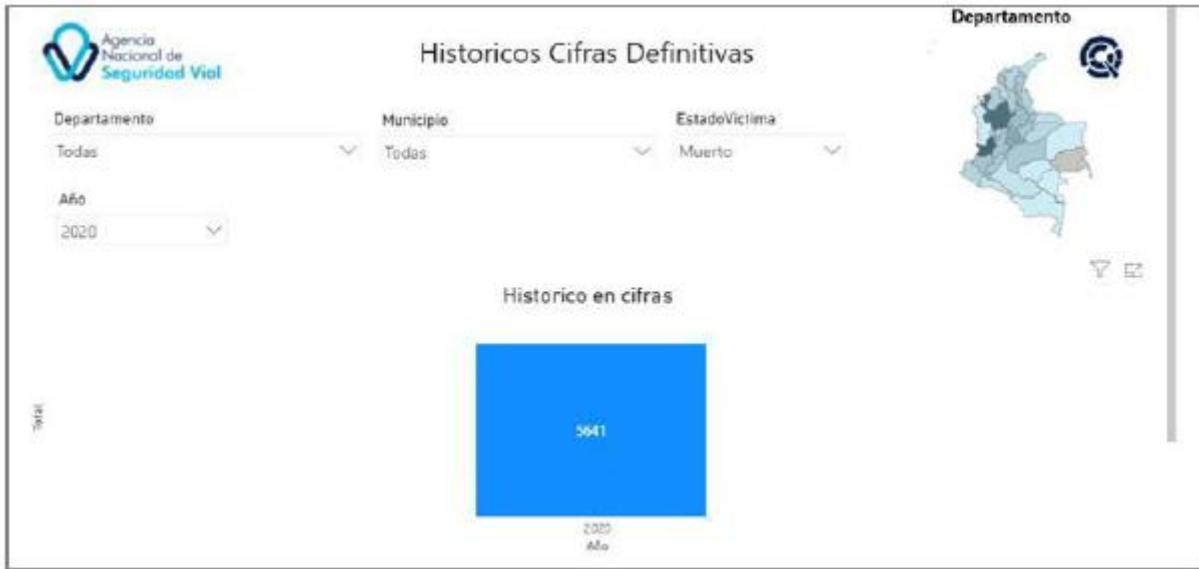 Agencia
Nacional de
Seguridad Vial
Historicos Cifras Definitivas
Departamento
Departamento
Todas
Municipio
Todas
EstadoVictima
Muerto
Año
2020
Historico en cifras
Total
5641
2020
Año